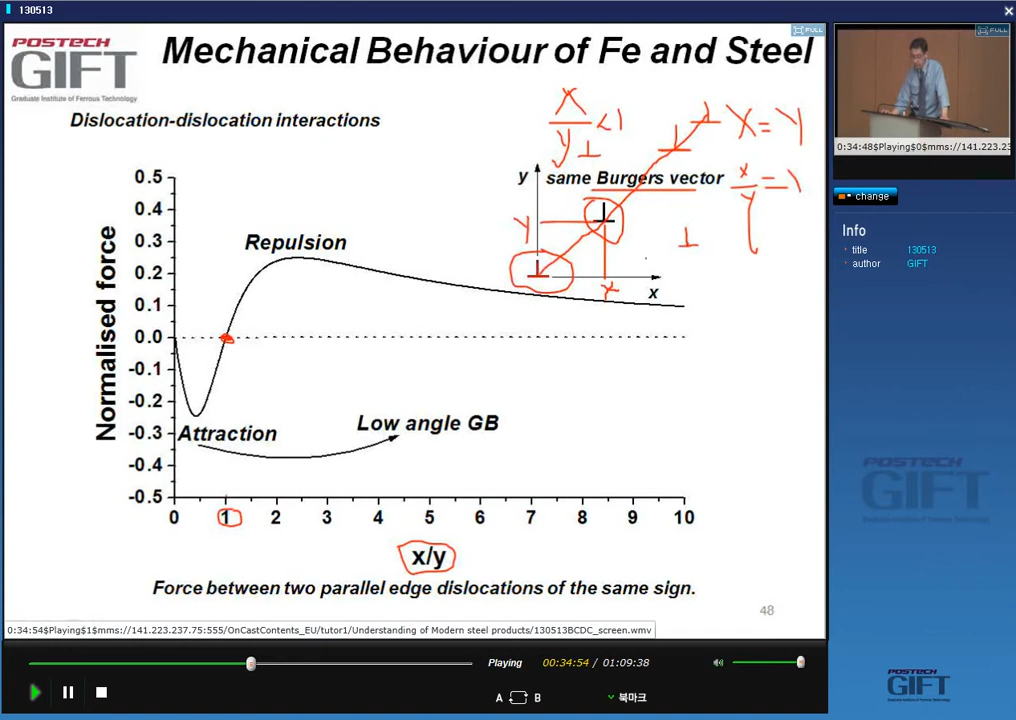 130513
POSTECH
GIFT
Graduate Institute of Ferrous Technology
Mechanical Behaviour of Fe and Steel
FULL
FULL
Dislocation-dislocation interactions
0:34:48$Playing$0$mms://141.223.237.
change
Info
title 130513
author GIFT
Normalised force
0.5
0.4
0.3
0.2
0.1
0.0
-0.1
-0.2
-0.3
-0.4
-0.5
Repulsion
Attraction
Low angle GB
0 1 2 3 4 5 6 7 8 9 10
x/y
y
same Burgers vector
x
X
y
<1
X=Y
x
y
=1
y
x
Force between two parallel edge dislocations of the same sign.
48
POSTECH
GIFT
0:34:54$Playing$1$mms://141.223.237.75:555/OnCastContents_EU/tutor1/Understanding of Modern steel products/130513BCDC_screen.wmv
Playing 00:34:54 / 01:09:38
A B 북마크
POSTECH
GIFT